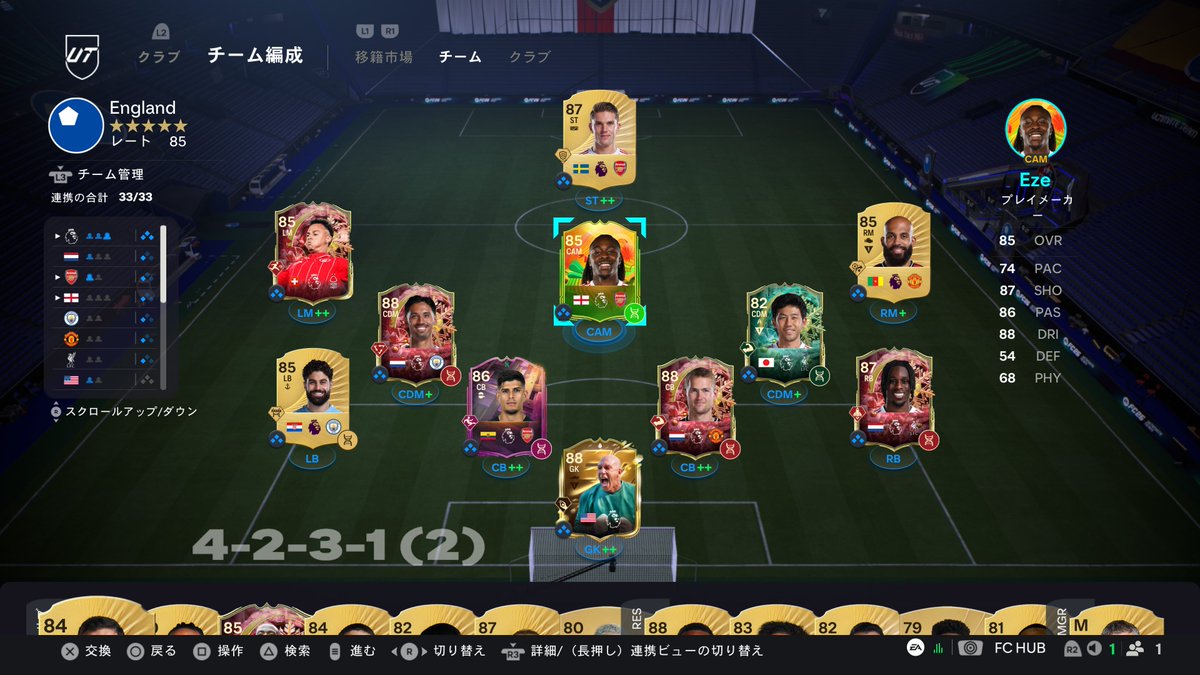 L2
L1 R1
UT
クラブ チーム編成 移籍市場 チーム クラブ
England
レート 85
L3 チーム管理
連携の合計 33/33
スクロールアップ/ダウン
87
ST
ST++
85
LM
LM++
85
CAM
CAM
85
RM
RM+
88
CDM
CDM+
82
CDM
CDM+
85
LB
LB
86
CB
CB++
88
CB
CB++
87
RB
RB
88
GK
GK++
CAM
Eze
プレイメーカー
85 OVR
74 PAC
87 SHO
86 PAS
88 DRI
54 DEF
68 PHY
4-2-3-1(2)
84 85 84 82 87 80 RES 88 83 82 79 81 MGR M
交換 戻る 操作 検索 進む R 切り替え R3 詳細/（長押し）連携ビューの切り替え
EA FC HUB R2 1 1